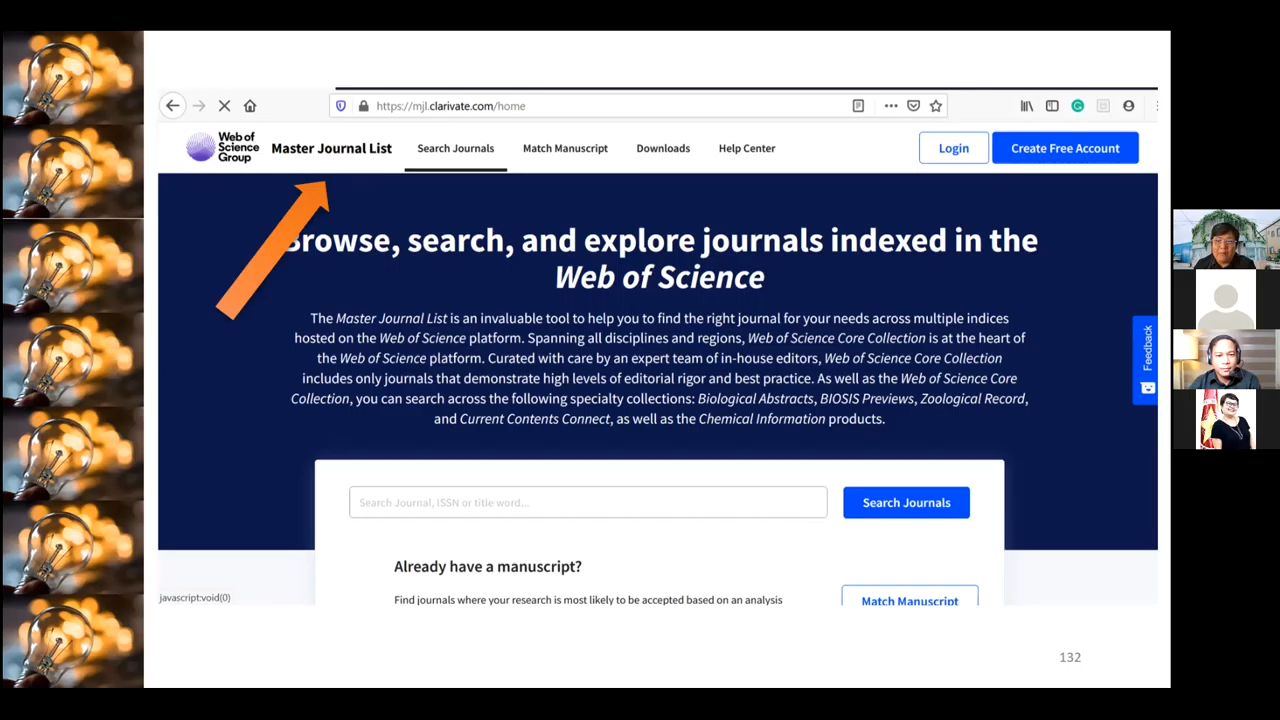 https://mjl.clarivate.com/home
Web of
Science
Group
Master Journal List
Search Journals
Match Manuscript
Downloads
Help Center
Login
Create Free Account
Browse, search, and explore journals indexed in the
Web of Science
The Master Journal List is an invaluable tool to help you to find the right journal for your needs across multiple indices
hosted on the Web of Science platform. Spanning all disciplines and regions, Web of Science Core Collection is at the heart of
the Web of Science platform. Curated with care by an expert team of in-house editors, Web of Science Core Collection
includes only journals that demonstrate high levels of editorial rigor and best practice. As well as the Web of Science Core
Collection, you can search across the following specialty collections: Biological Abstracts, BIOSIS Previews, Zoological Record,
and Current Contents Connect, as well as the Chemical Information products.
Feedback
Search Journal, ISSN or title word...
Search Journals
Already have a manuscript?
Find journals where your research is most likely to be accepted based on an analysis
Match Manuscript
javascript:void(0)
132